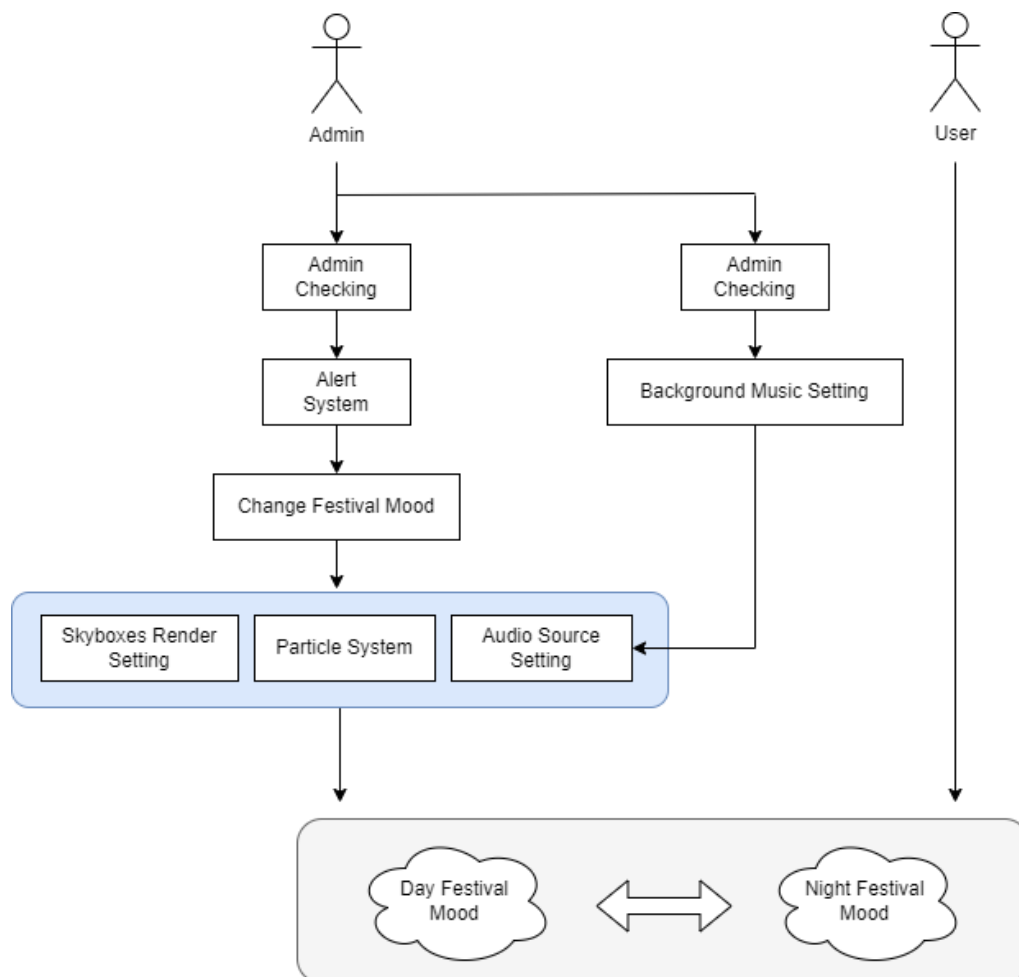 Admin
User
Admin
Checking
Admin
Checking
Alert
System
Background Music Setting
Change Festival Mood
Skyboxes Render
Setting
Particle System
Audio Source
Setting
Day Festival
Mood
Night Festival
Mood